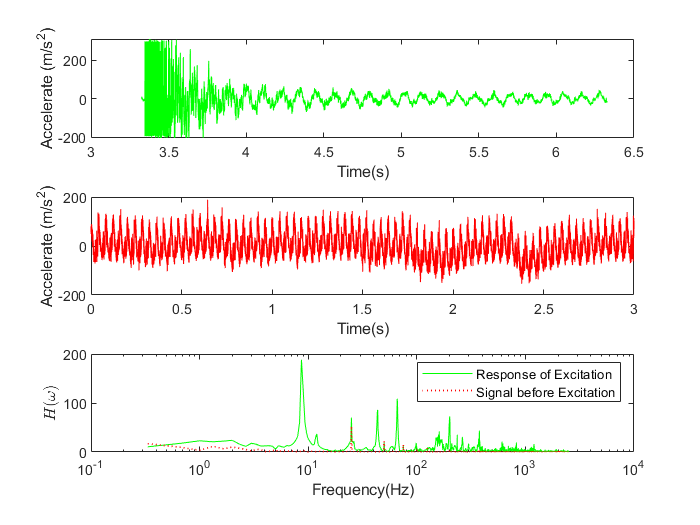 Accelerate (m/s²)
200
0
-200
3 3.5 4 4.5 5 5.5 6 6.5
Time(s)
Accelerate (m/s²)
200
0
-200
0 0.5 1 1.5 2 2.5 3
Time(s)
H(ω)
200
100
0
Response of Excitation
Signal before Excitation
10⁻¹ 10⁰ 10¹ 10² 10³ 10⁴
Frequency(Hz)